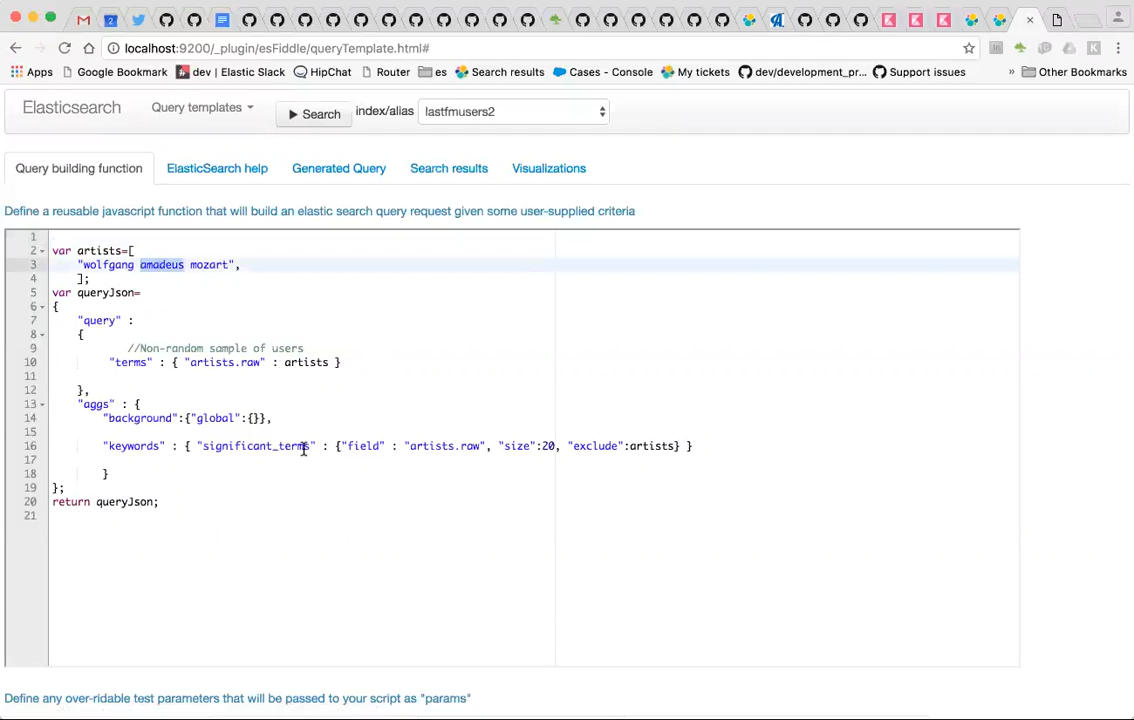 localhost:9200/_plugin/esFiddle/queryTemplate.html#
Apps Google Bookmark dev | Elastic Slack HipChat Router es Search results Cases - Console My tickets dev/development_pr... Support issues » Other Bookmarks
Elasticsearch Query templates Search index/alias lastfmusers2
Query building function ElasticSearch help Generated Query Search results Visualizations
Define a reusable javascript function that will build an elastic search query request given some user-supplied criteria
1
2 var artists=[
3 "wolfgang amadeus mozart",
4 ];
5 var queryJson=
6 {
7 "query" :
8 {
9 //Non-random sample of users
10 "terms" : { "artists.raw" : artists }
11
12 },
13 "aggs" : {
14 "background":{"global":{}},
15
16 "keywords" : { "significant_terms" : {"field" : "artists.raw", "size":20, "exclude":artists} }
17
18 }
19 };
20 return queryJson;
21
Define any over-ridable test parameters that will be passed to your script as "params"